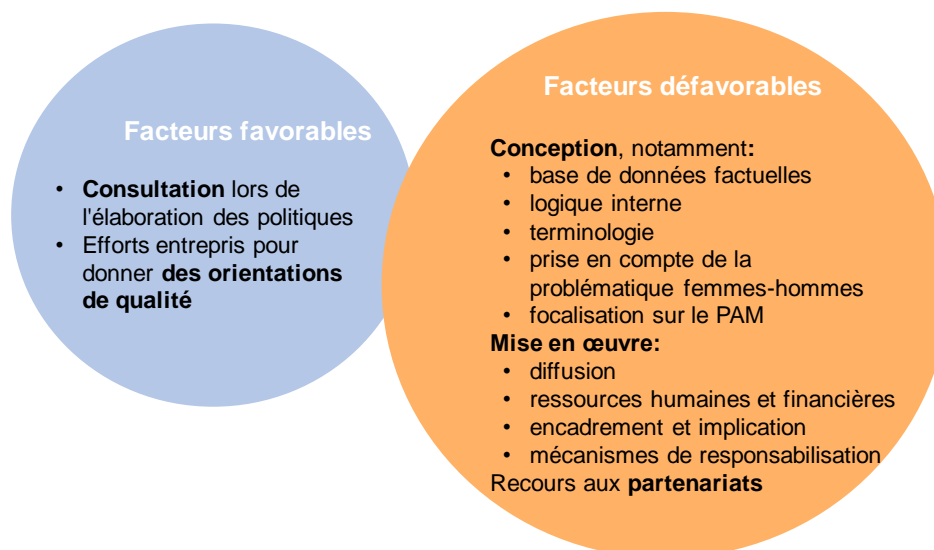 Facteurs favorables
• Consultation lors de
l'élaboration des politiques
• Efforts entrepris pour
donner des orientations
de qualité
Facteurs défavorables
Conception, notamment:
• base de données factuelles
• logique interne
• terminologie
• prise en compte de la
problématique femmes-hommes
• focalisation sur le PAM
Mise en œuvre:
• diffusion
• ressources humaines et financières
• encadrement et implication
• mécanismes de responsabilisation
Recours aux partenariats